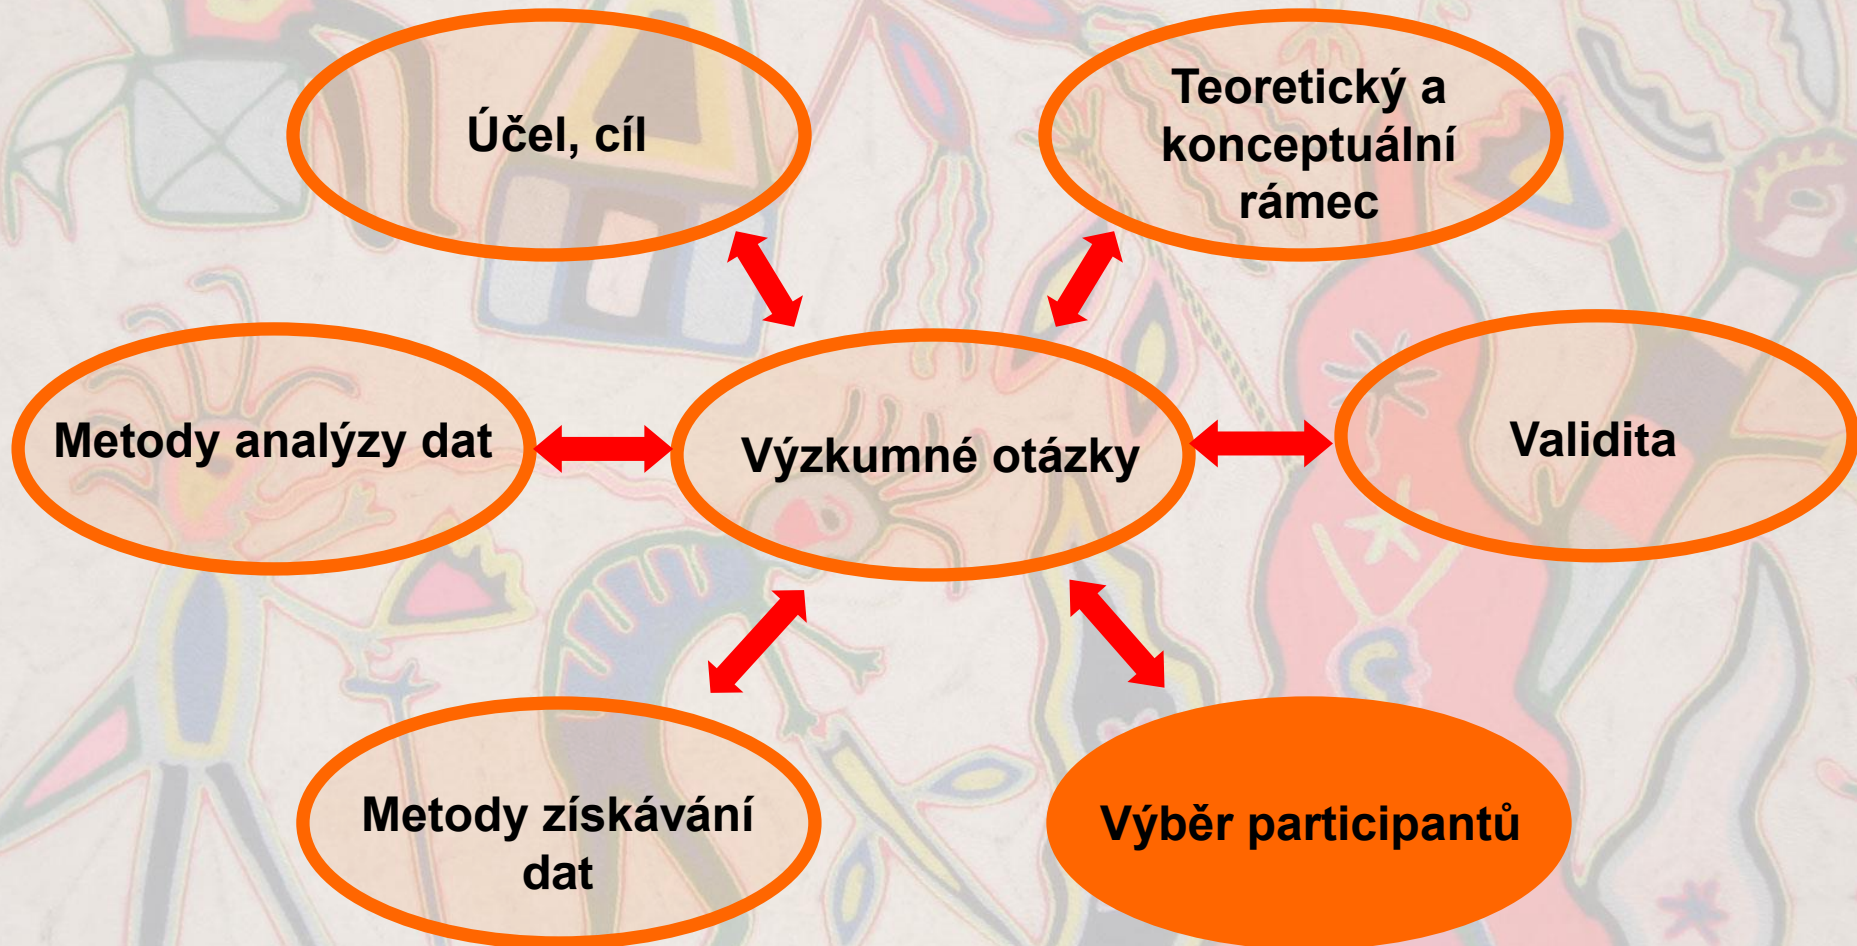 Účel, cíl
Teoretický a
konceptuální
rámec
Metody analýzy dat
Výzkumné otázky
Validita
Metody získávání
dat
Výběr participantů